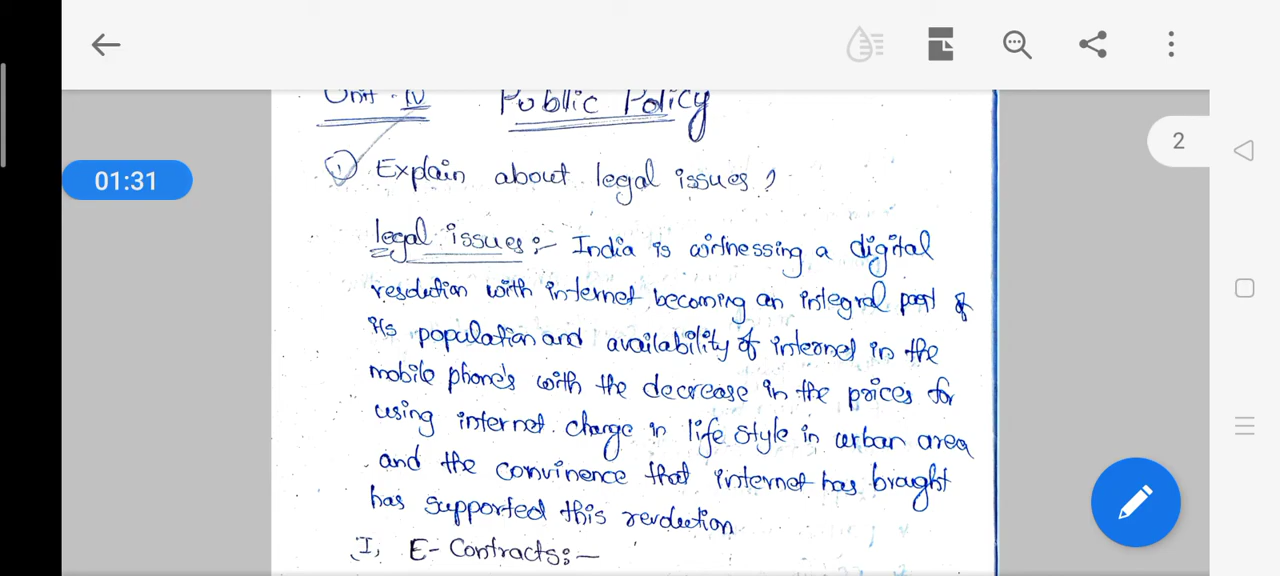 2
01:31
Unit - IV Public Policy
① Explain about legal issues?
legal issues:- India is witnessing a digital
resolution with internet becoming an integral part of
its population and availability of internet in the
mobile phone's with the decrease in the prices for
using internet. change in life style in urban area
and the convinence that internet has braught
has supported this revolution
I, E- Contracts:-